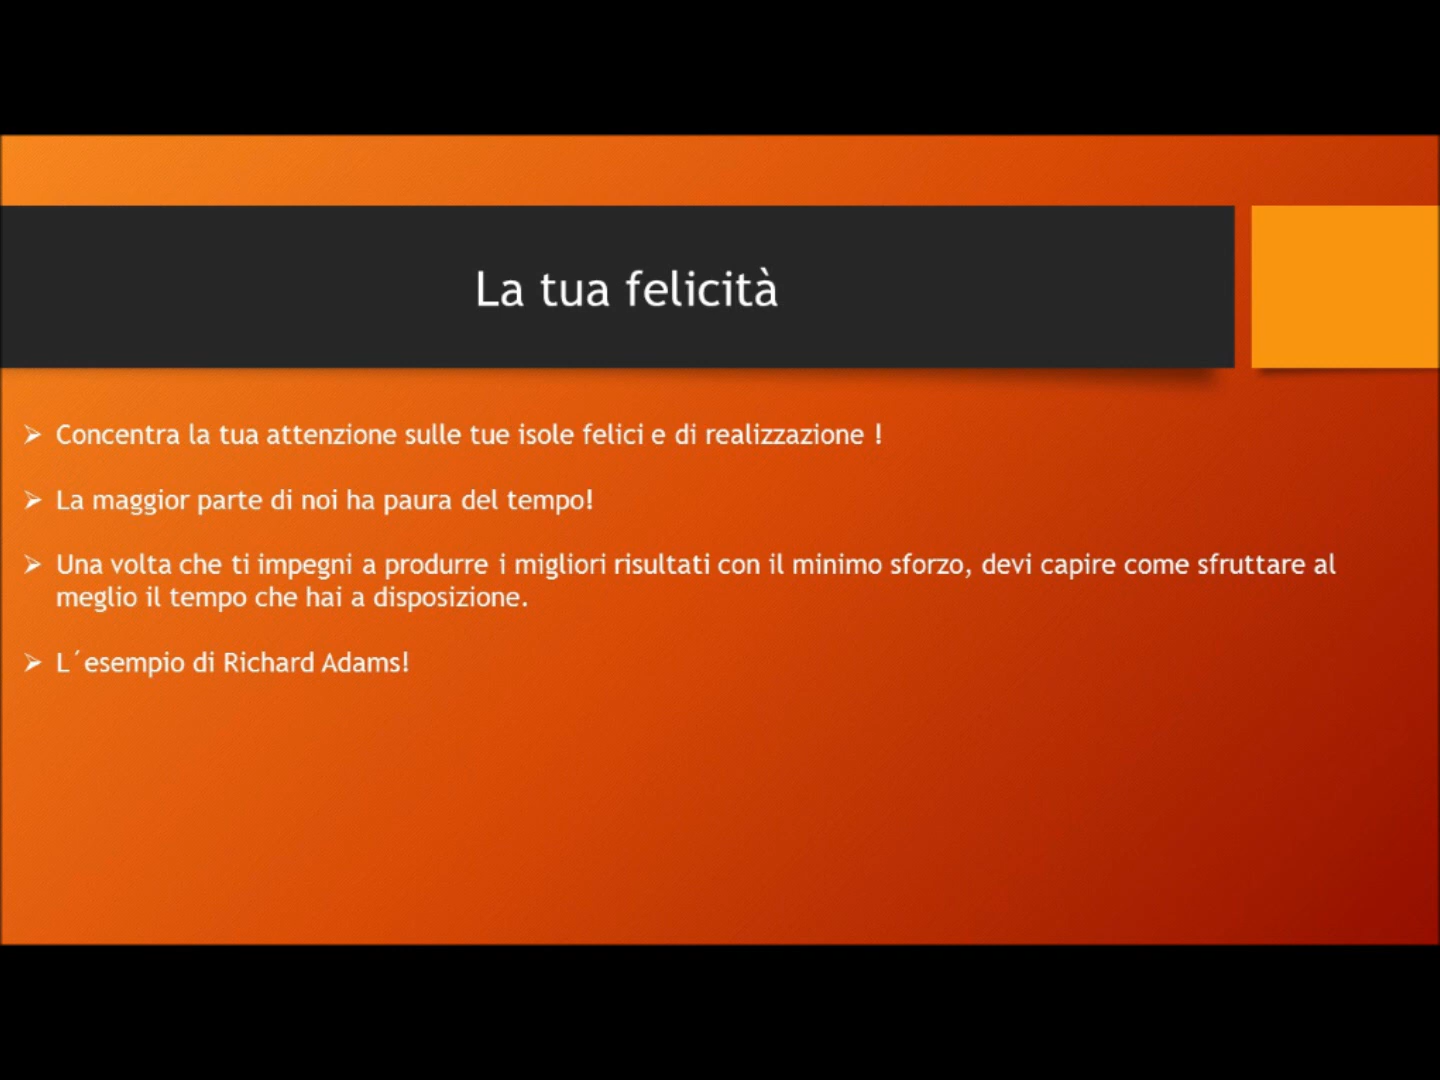 La tua felicità
➢ Concentra la tua attenzione sulle tue isole felici e di realizzazione !
➢ La maggior parte di noi ha paura del tempo!
➢ Una volta che ti impegni a produrre i migliori risultati con il minimo sforzo, devi capire come sfruttare al
meglio il tempo che hai a disposizione.
➢ L´esempio di Richard Adams!